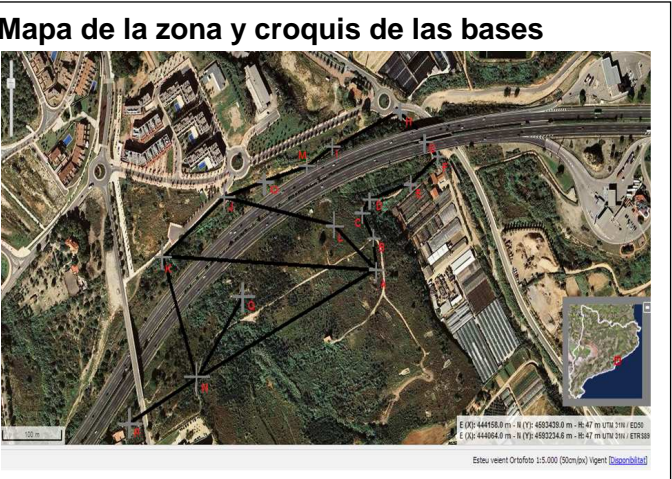 Mapa de la zona y croquis de las bases
H
I
M
G
J
F
E
D
C
L
B
K
A
O
N
100 m
E (X): 444158.0 m - N (Y): 4593439.0 m - H: 47 m UTM 31N / ED50
E (X): 444064.0 m - N (Y): 4593234.6 m - H: 47 m UTM 31N / ETRS89
Esteu veient Ortofoto 1:5.000 (50cm/px) Vigent [Disponibilitat]